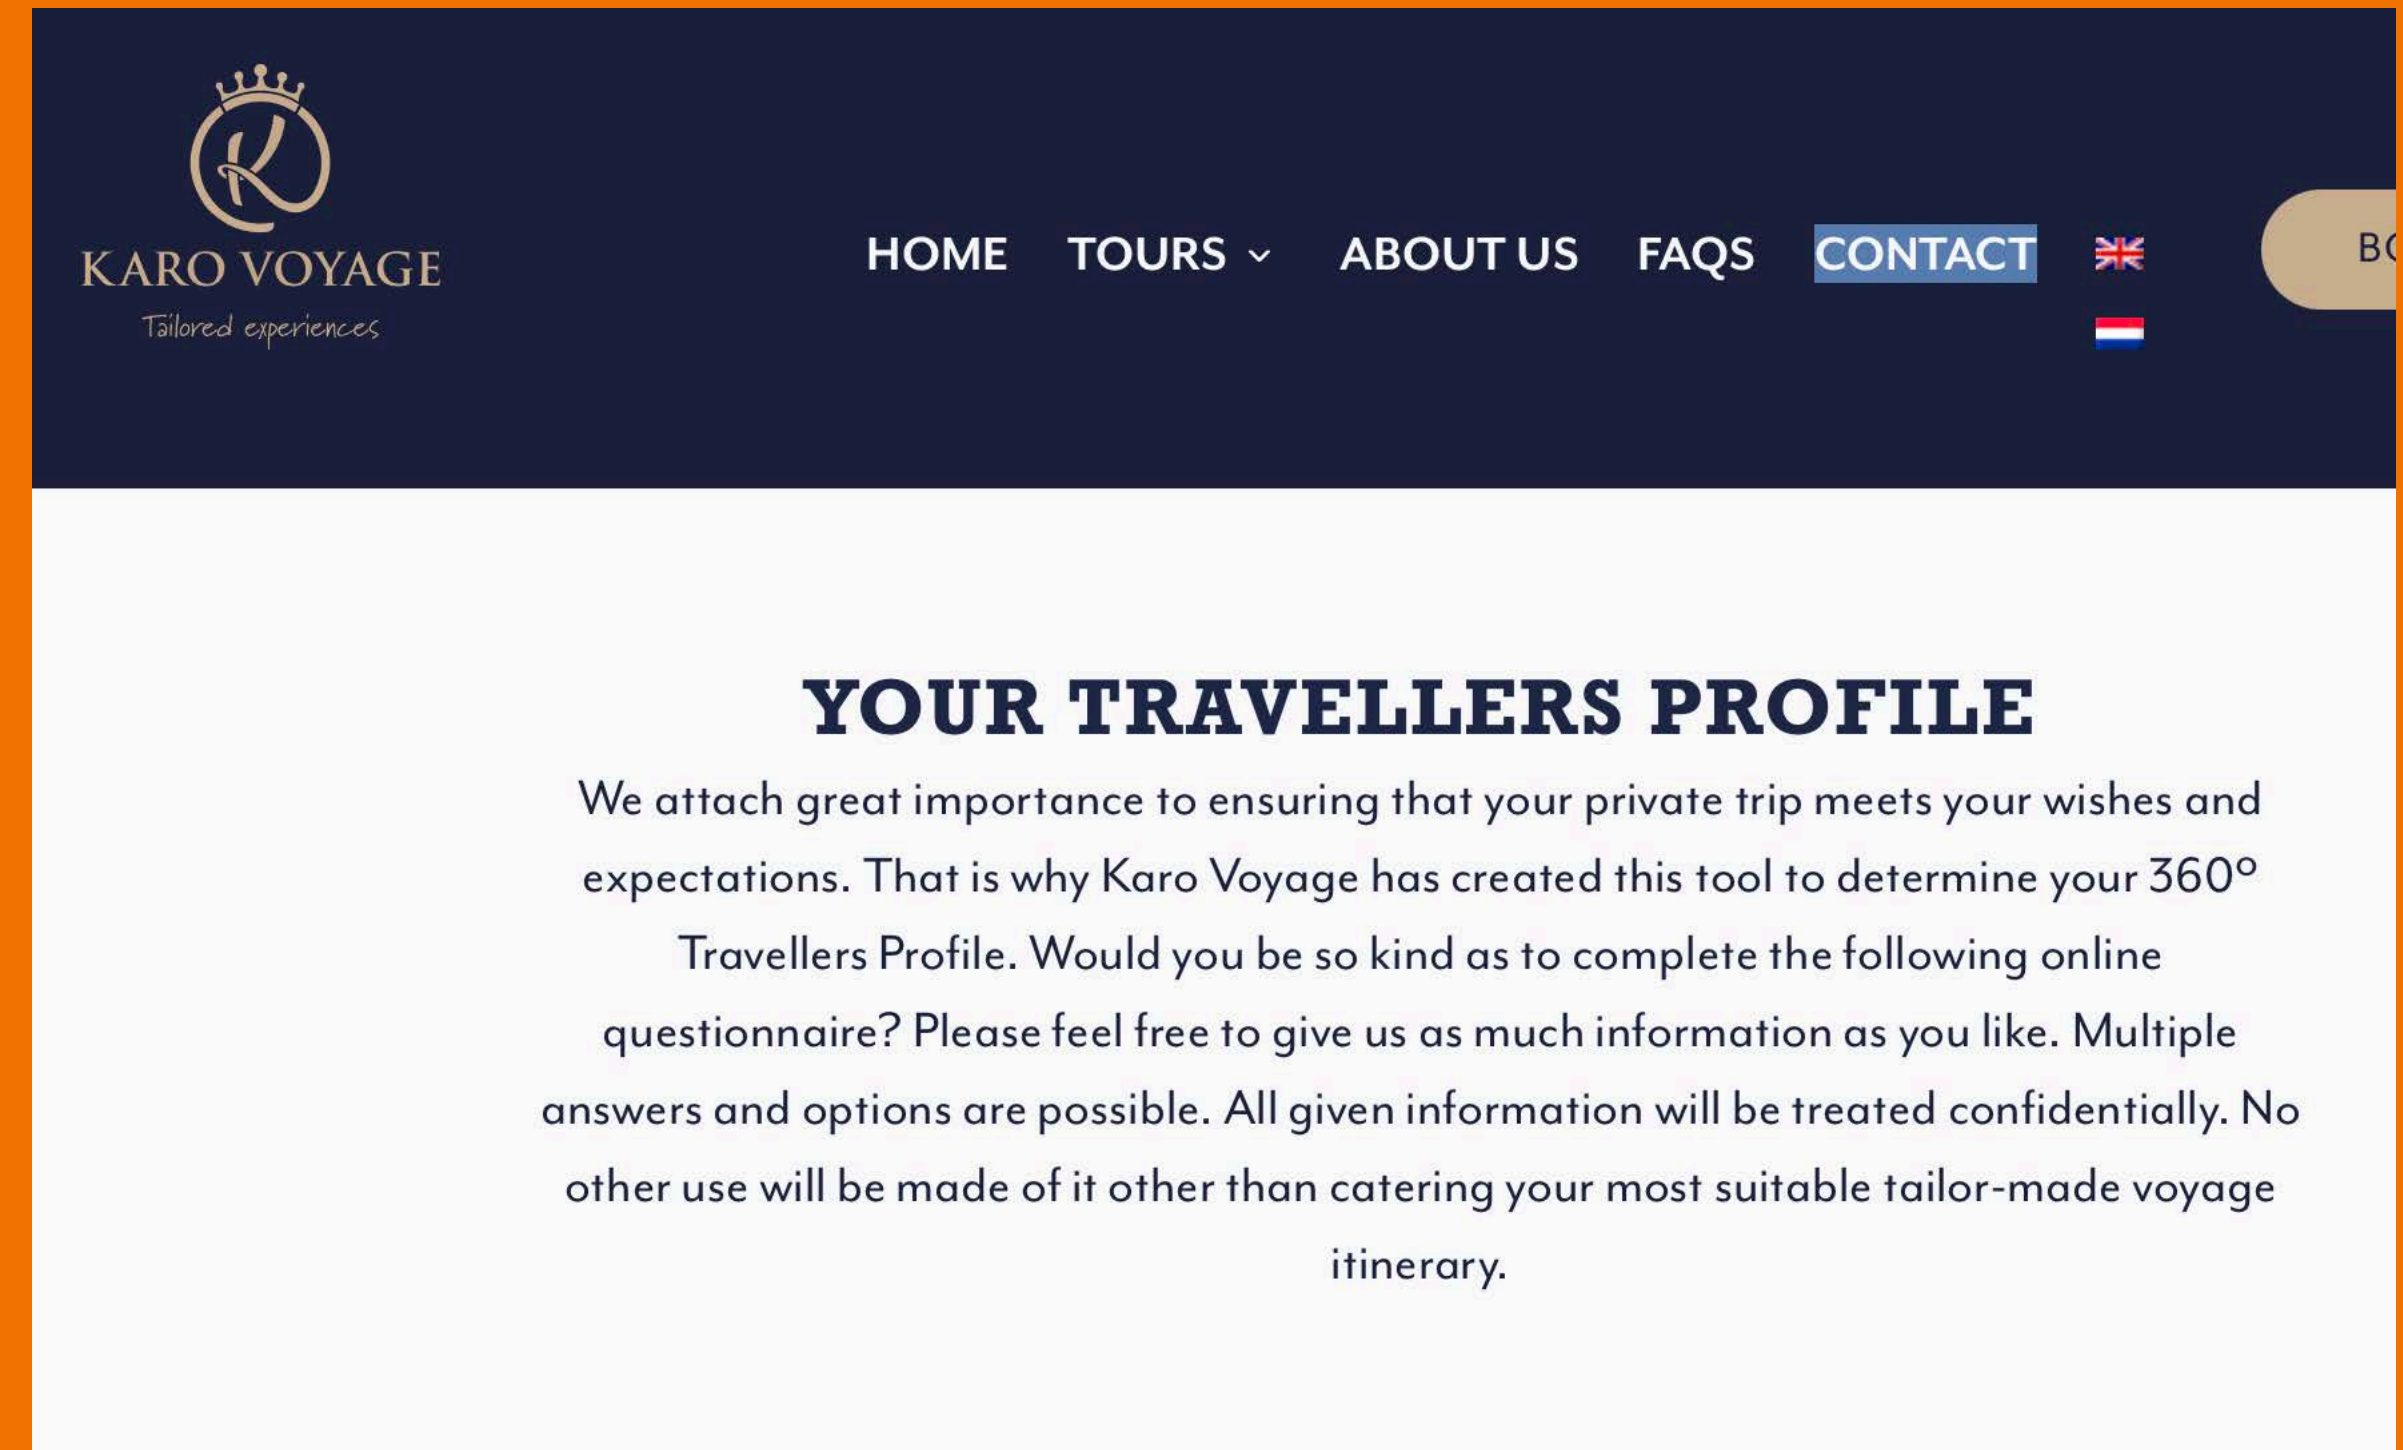 KARO VOYAGE
Tailored experiences
HOME TOURS ABOUT US FAQS CONTACT
YOUR TRAVELLERS PROFILE
We attach great importance to ensuring that your private trip meets your wishes and
expectations. That is why Karo Voyage has created this tool to determine your 360º
Travellers Profile. Would you be so kind as to complete the following online
questionnaire? Please feel free to give us as much information as you like. Multiple
answers and options are possible. All given information will be treated confidentially. No
other use will be made of it other than catering your most suitable tailor-made voyage
itinerary.